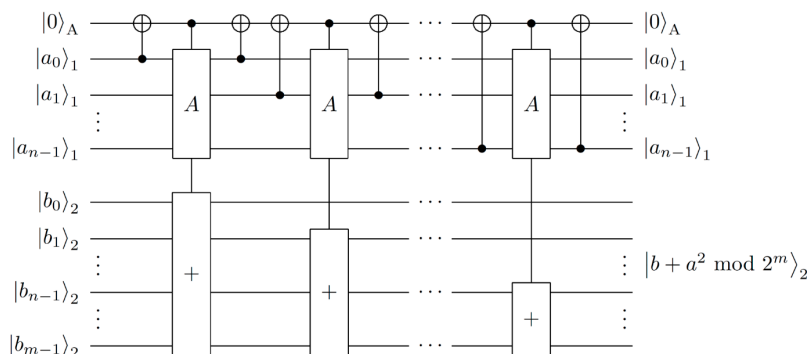 |0⟩_A |0⟩_A
|a_0⟩_1 |a_0⟩_1
|a_1⟩_1 A A A |a_1⟩_1
|a_{n-1}⟩_1 |a_{n-1}⟩_1
|b_0⟩_2
|b_1⟩_2
+ |b + a^2 mod 2^m⟩_2
|b_{n-1}⟩_2 +
+
|b_{m-1}⟩_2